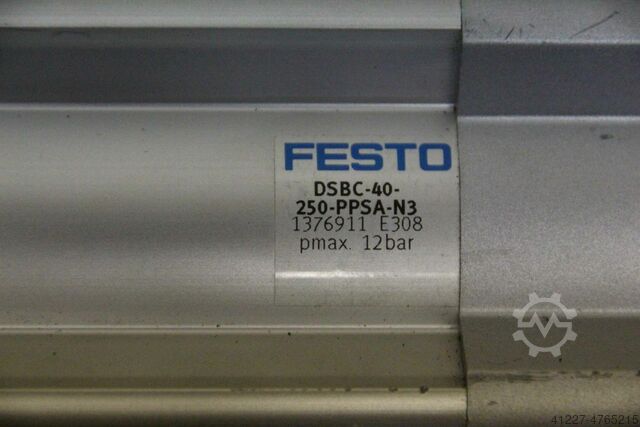 FESTO
DSBC-40-
250-PPSA-N3
1376911 E308
pmax. 12bar
41227-4765215